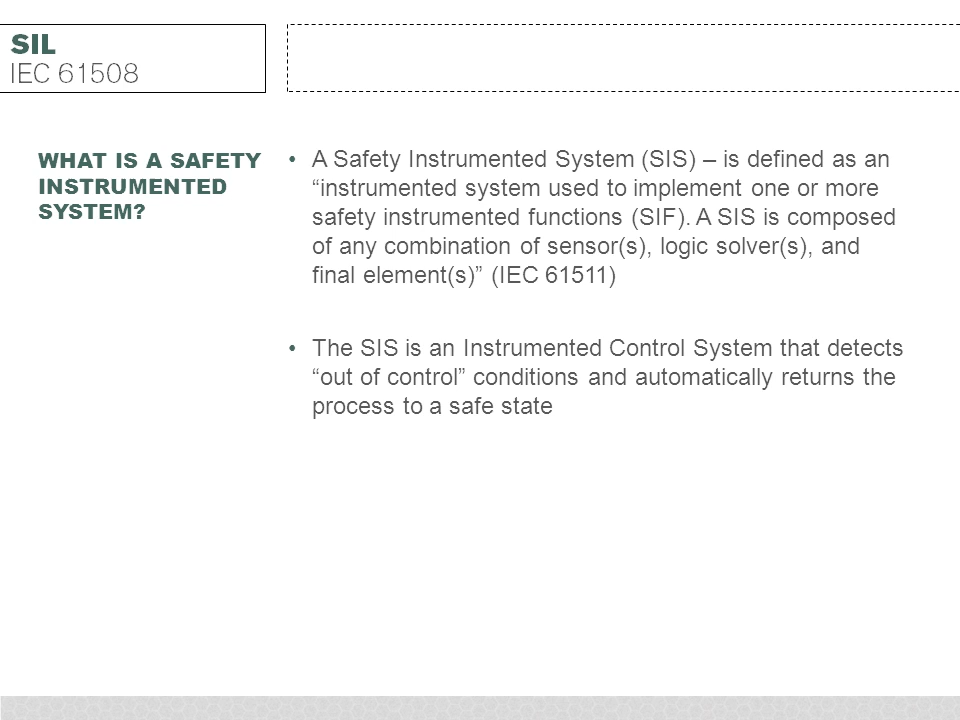 SIL
IEC 61508
WHAT IS A SAFETY
INSTRUMENTED
SYSTEM?
• A Safety Instrumented System (SIS) – is defined as an
“instrumented system used to implement one or more
safety instrumented functions (SIF). A SIS is composed
of any combination of sensor(s), logic solver(s), and
final element(s)” (IEC 61511)
• The SIS is an Instrumented Control System that detects
“out of control” conditions and automatically returns the
process to a safe state